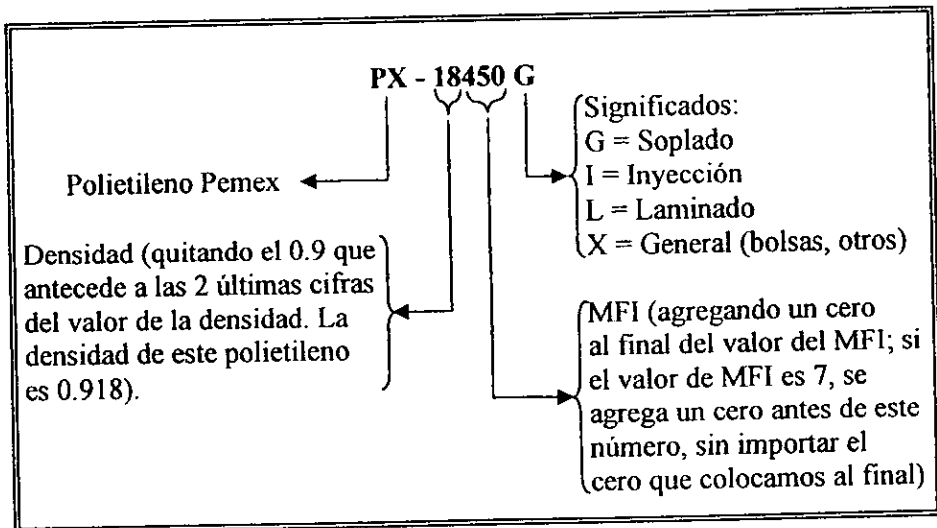 PX - 18450 G
Polietileno Pemex
Significados:
G = Soplado
I = Inyección
L = Laminado
X = General (bolsas, otros)
Densidad (quitando el 0.9 que
antecede a las 2 últimas cifras
del valor de la densidad. La
densidad de este polietileno
es 0.918).
MFI (agregando un cero
al final del valor del MFI; si
el valor de MFI es 7, se
agrega un cero antes de este
número, sin importar el
cero que colocamos al final)